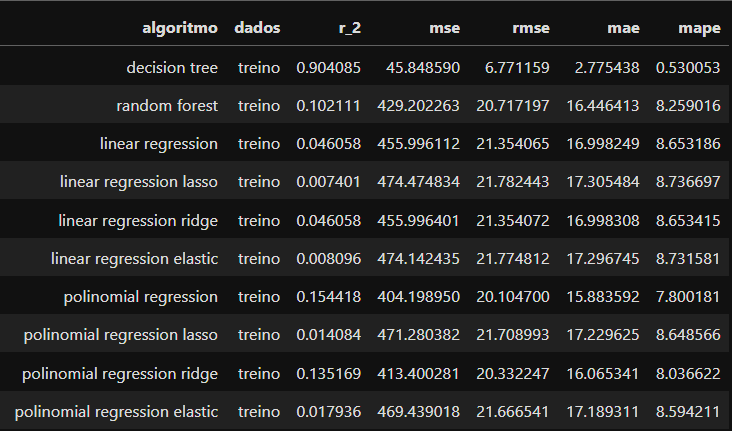 algoritmo dados r_2 mse rmse mae mape
decision tree treino 0.904085 45.848590 6.771159 2.775438 0.530053
random forest treino 0.102111 429.202263 20.717197 16.446413 8.259016
linear regression treino 0.046058 455.996112 21.354065 16.998249 8.653186
linear regression lasso treino 0.007401 474.474834 21.782443 17.305484 8.736697
linear regression ridge treino 0.046058 455.996401 21.354072 16.998308 8.653415
linear regression elastic treino 0.008096 474.142435 21.774812 17.296745 8.731581
polinomial regression treino 0.154418 404.198950 20.104700 15.883592 7.800181
polinomial regression lasso treino 0.014084 471.280382 21.708993 17.229625 8.648566
polinomial regression ridge treino 0.135169 413.400281 20.332247 16.065341 8.036622
polinomial regression elastic treino 0.017936 469.439018 21.666541 17.189311 8.594211